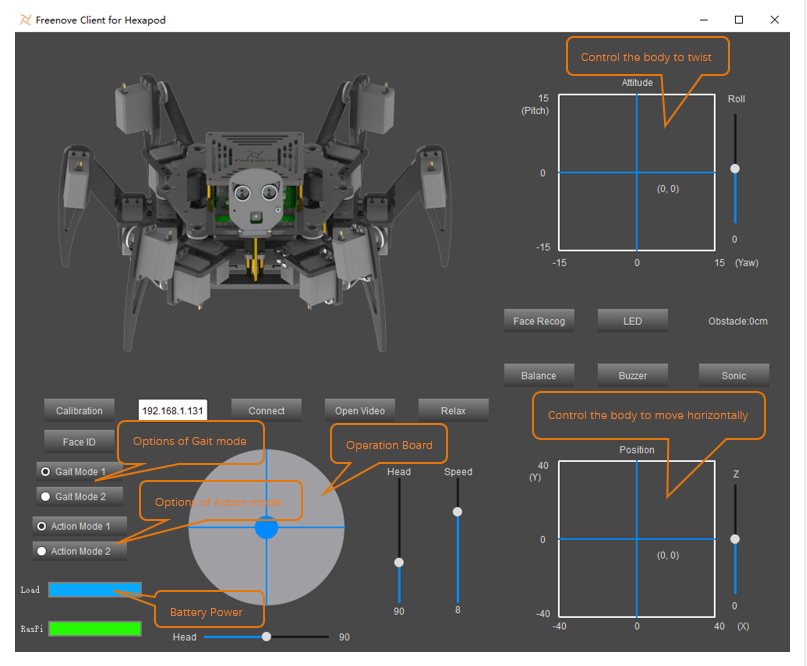 Freenove Client for Hexapod
Control the body to twist
Attitude
15
(Pitch)
Roll
FREENOVE
0
(0, 0)
-15
0
-15
0
15
(Yaw)
Face Recog
LED
Obstacle:0cm
Balance
Buzzer
Sonic
Calibration
192.168.1.131
Connect
Open Video
Relax
Control the body to move horizontally
Face ID
Options of Gait mode
Operation Board
Position
Gait Mode 1
Gait Mode 2
Head
Speed
40
(Y)
Z
Options of Action mode
Action Mode 1
Action Mode 2
0
(0, 0)
Load
Battery Power
90
8
-40
0
-40
0
40
(X)
RasPi
Head
90